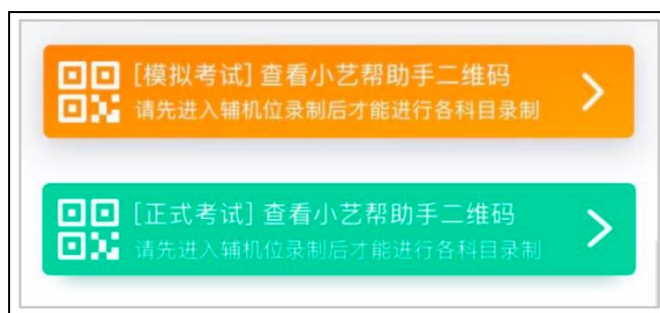 [模拟考试] 查看小艺帮助手二维码
请先进入辅机位录制后才能进行各科目录制
[正式考试] 查看小艺帮助手二维码
请先进入辅机位录制后才能进行各科目录制